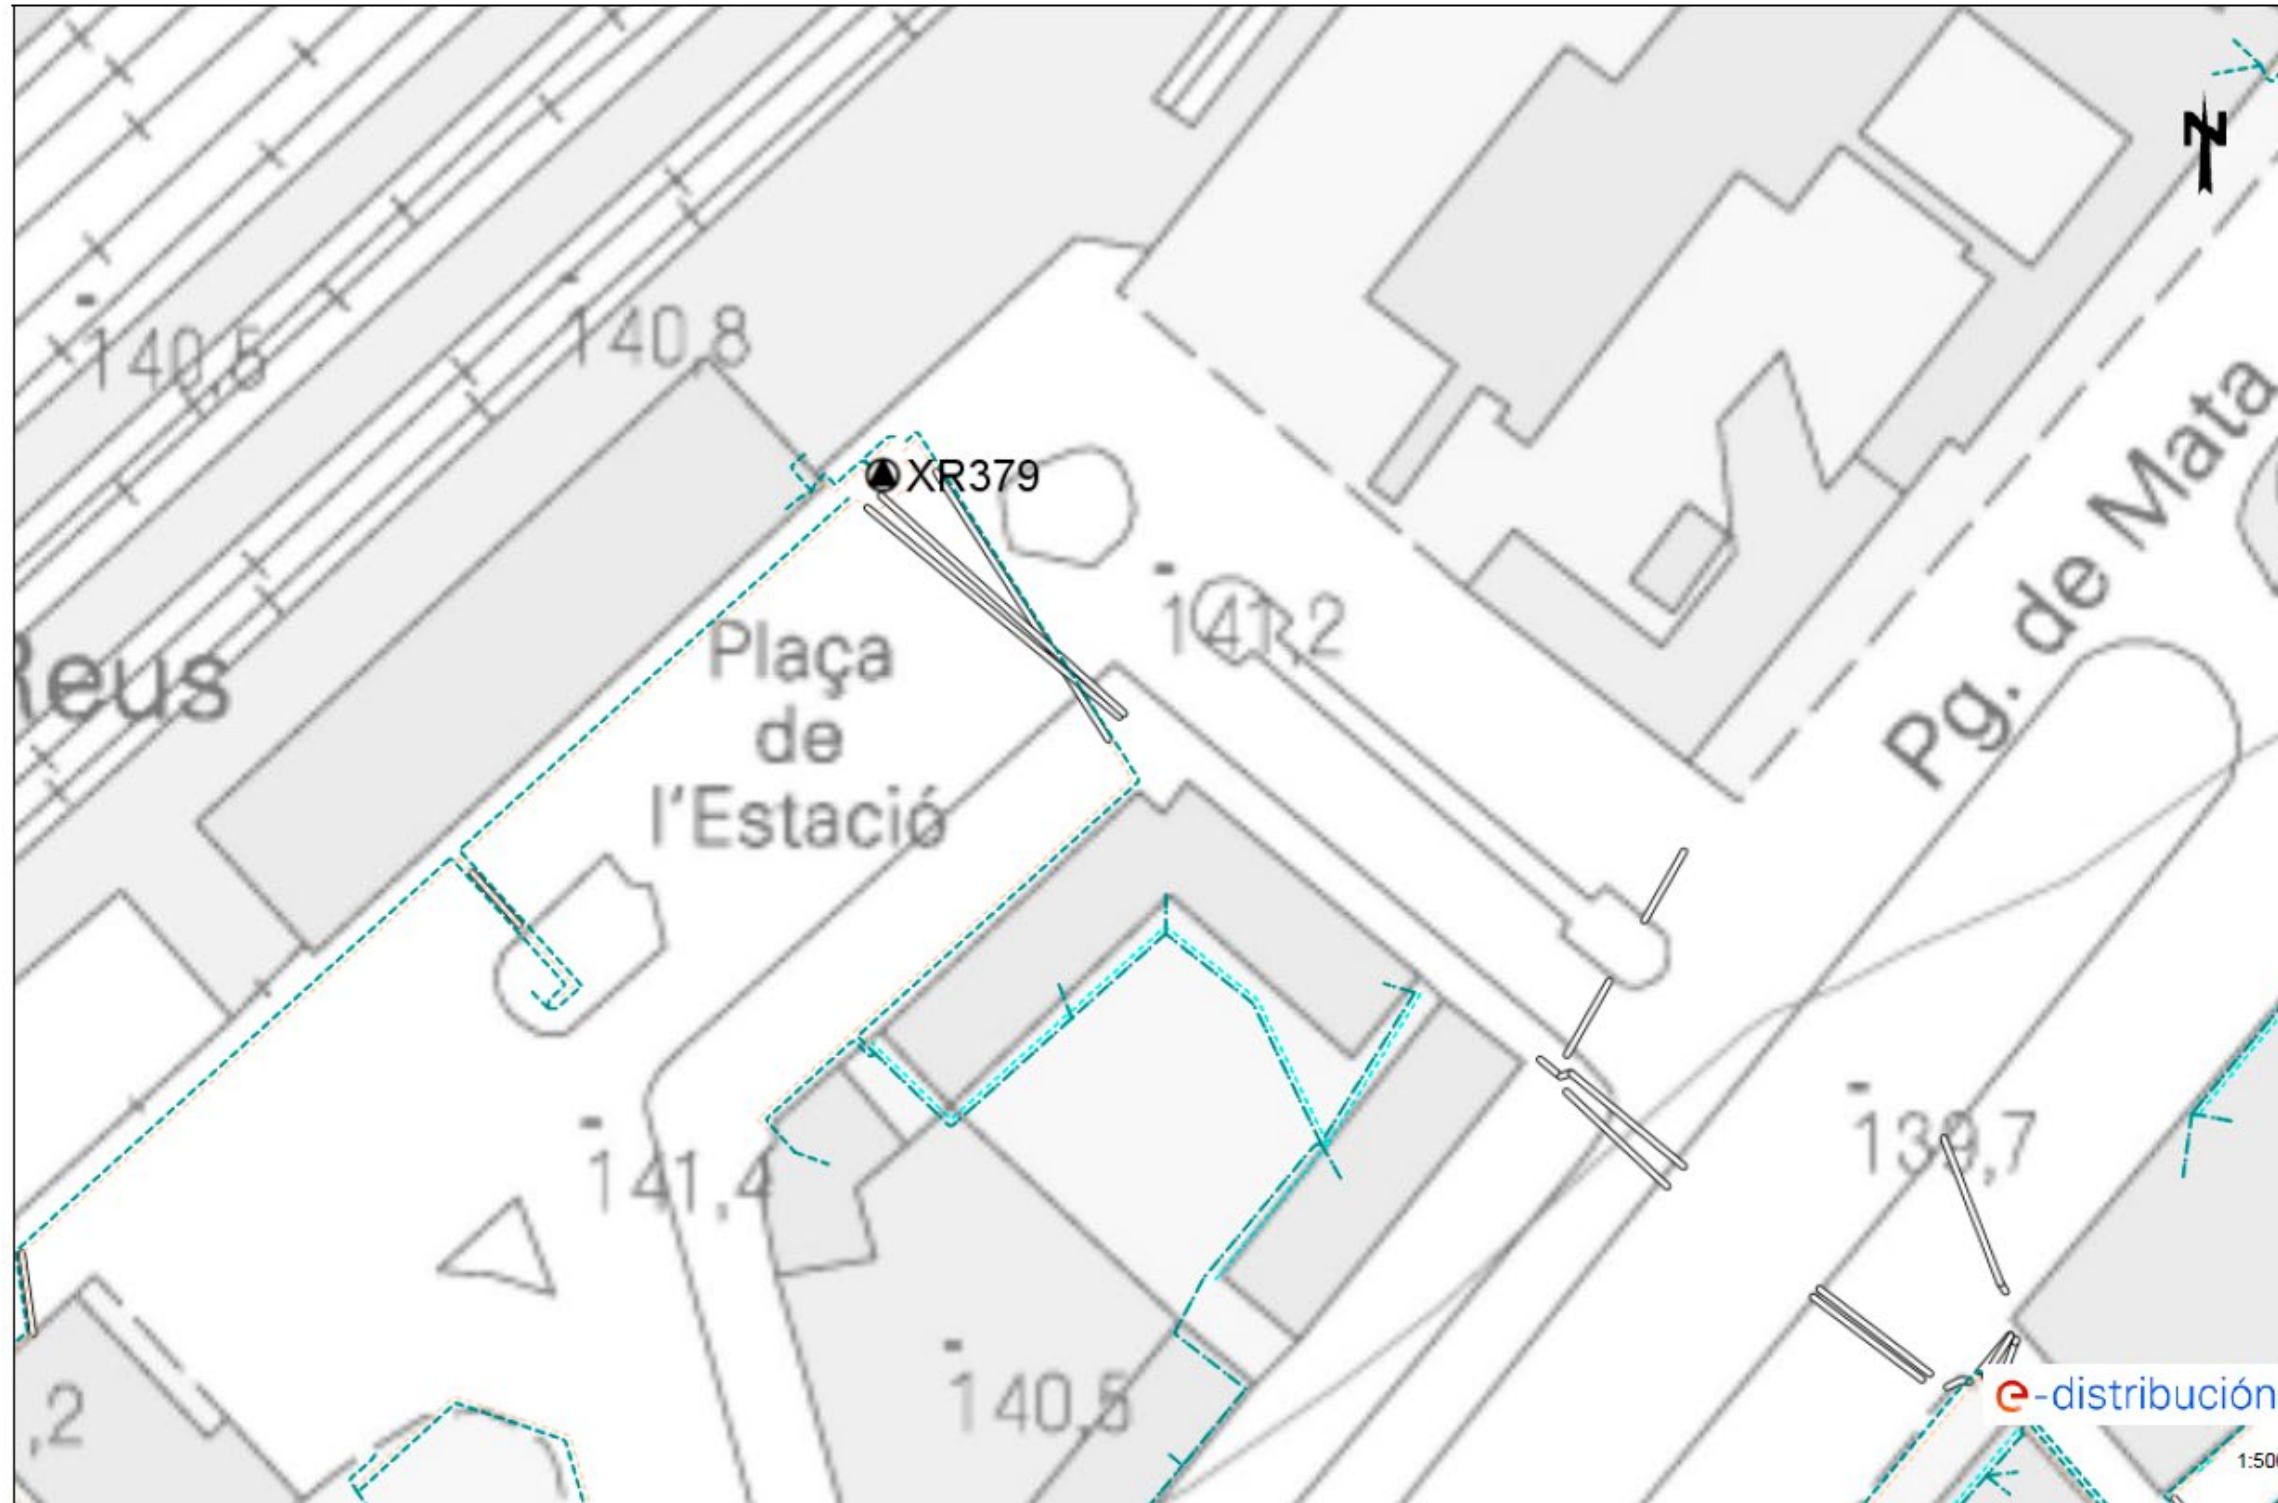 N
140,5
140,8
XR379
141,2
Pg. de Mata
Reus
Plaça
de
l'Estació
141,4
139,7
140,5
,2
e-distribución